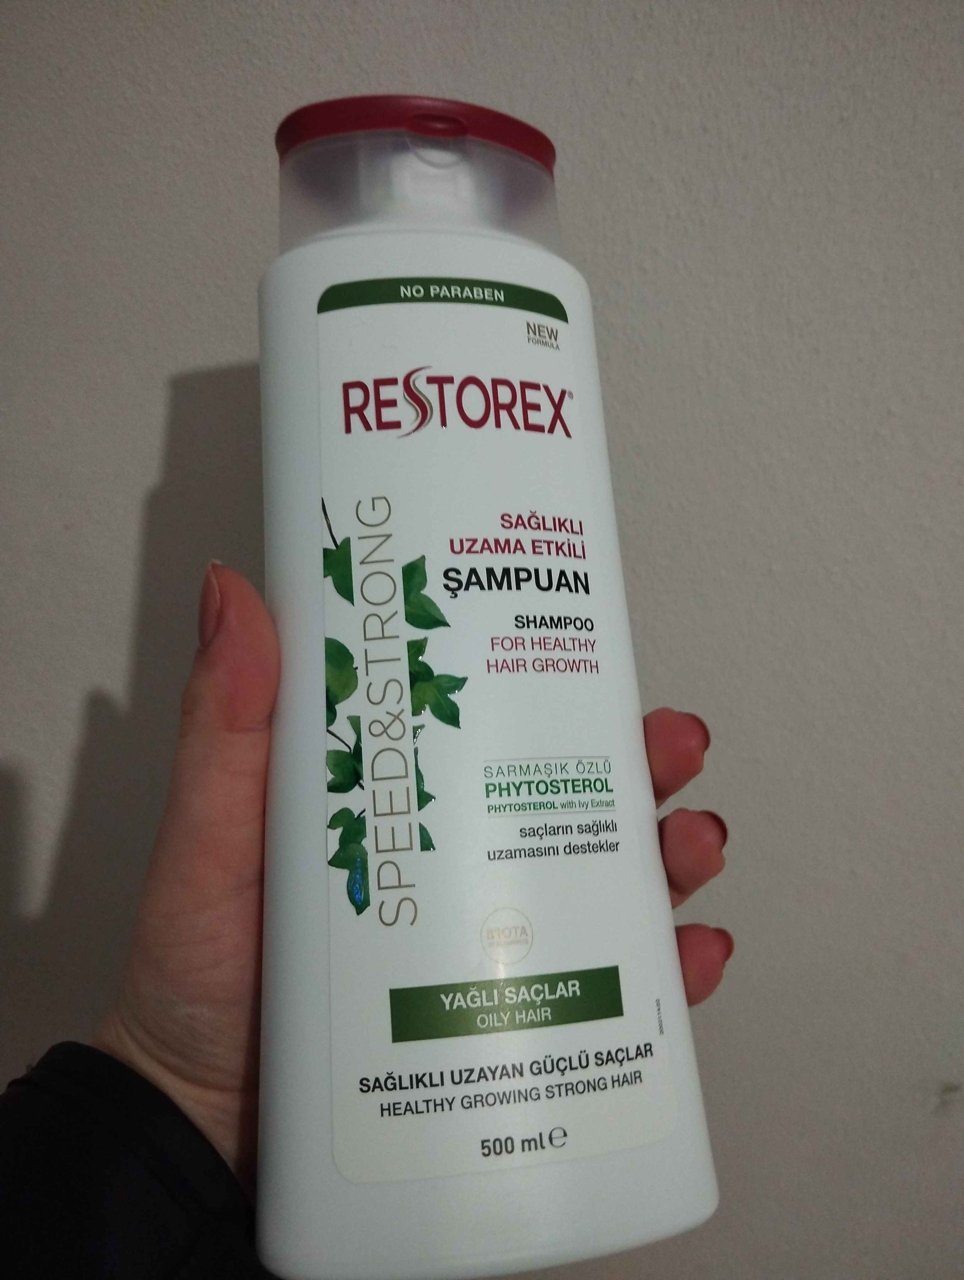 NO PARABEN
NEW
FORMULA
RESTOREX®
SPEED&STRONG
SAĞLIKLI
UZAMA ETKİLİ
ŞAMPUAN
SHAMPOO
FOR HEALTHY
HAIR GROWTH
SARMAŞIK ÖZLÜ
PHYTOSTEROL
PHYTOSTEROL with Ivy Extract
saçların sağlıklı
uzamasını destekler
BIOTA
YAĞLI SAÇLAR
OILY HAIR
SAĞLIKLI UZAYAN GÜÇLÜ SAÇLAR
HEALTHY GROWING STRONG HAIR
500 ml ℮